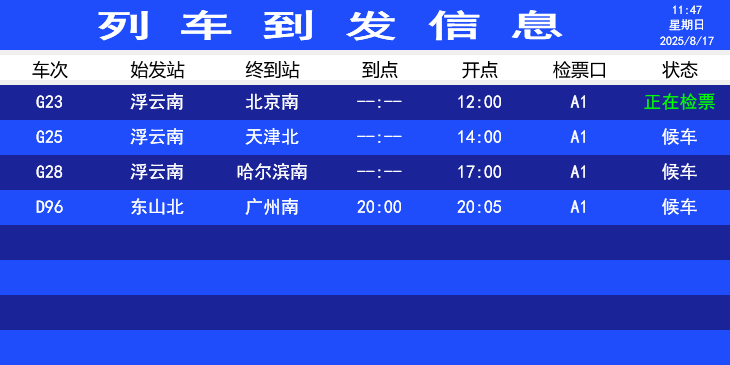 列车到发信息
11:47
星期日
2025/8/17
车次 始发站 终到站 到点 开点 检票口 状态
G23 浮云南 北京南 --:-- 12:00 A1 正在检票
G25 浮云南 天津北 --:-- 14:00 A1 候车
G28 浮云南 哈尔滨南 --:-- 17:00 A1 候车
D96 东山北 广州南 20:00 20:05 A1 候车